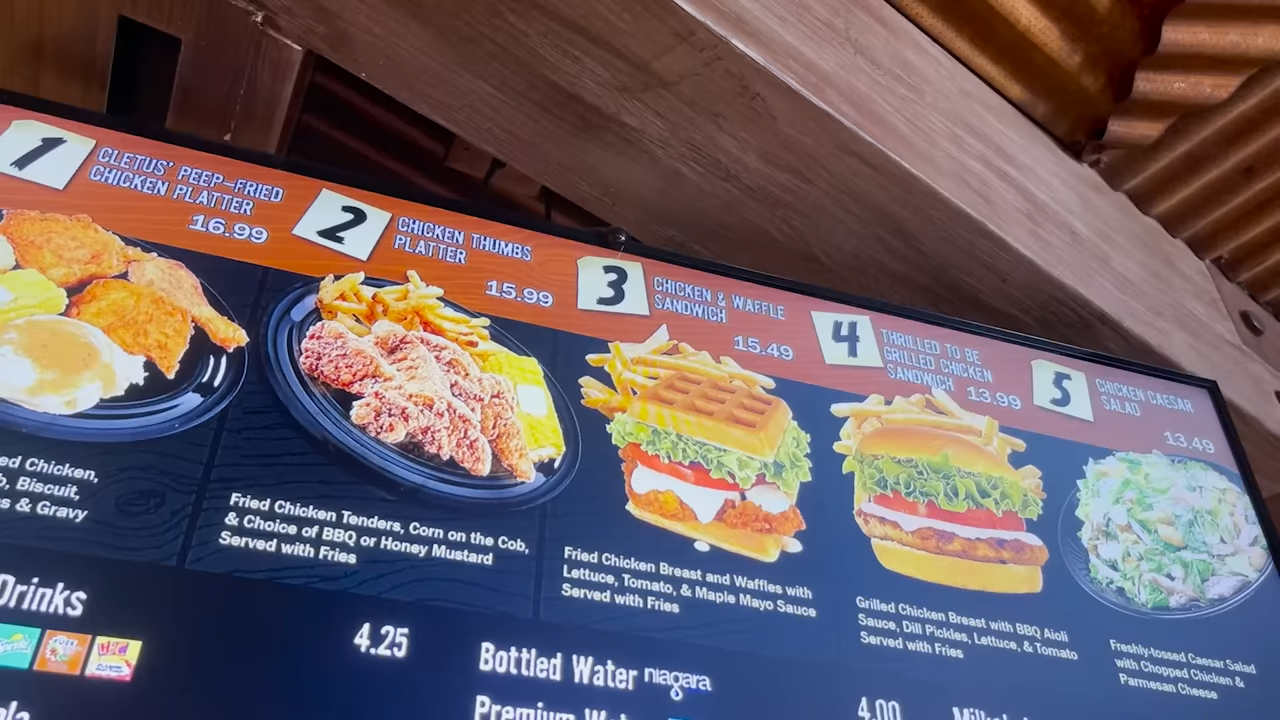 1
CLETUS' PEEP-FRIED
CHICKEN PLATTER
16.99
2
CHICKEN THUMBS
PLATTER
15.99
3
CHICKEN & WAFFLE
SANDWICH
15.49
4
THRILLED TO BE
GRILLED CHICKEN
SANDWICH 13.99
5
CHICKEN CAESAR
SALAD
13.49
ed Chicken,
b, Biscuit,
s & Gravy
Fried Chicken Tenders, Corn on the Cob,
& Choice of BBQ or Honey Mustard
Served with Fries
Fried Chicken Breast and Waffles with
Lettuce, Tomato, & Maple Mayo Sauce
Served with Fries
Grilled Chicken Breast with BBQ Aioli
Sauce, Dill Pickles, Lettuce, & Tomato
Served with Fries
Freshly-tossed Caesar Salad
with Chopped Chicken &
Parmesan Cheese
Drinks
Sprite
4.25
Bottled Water niagara
Premium
4.00